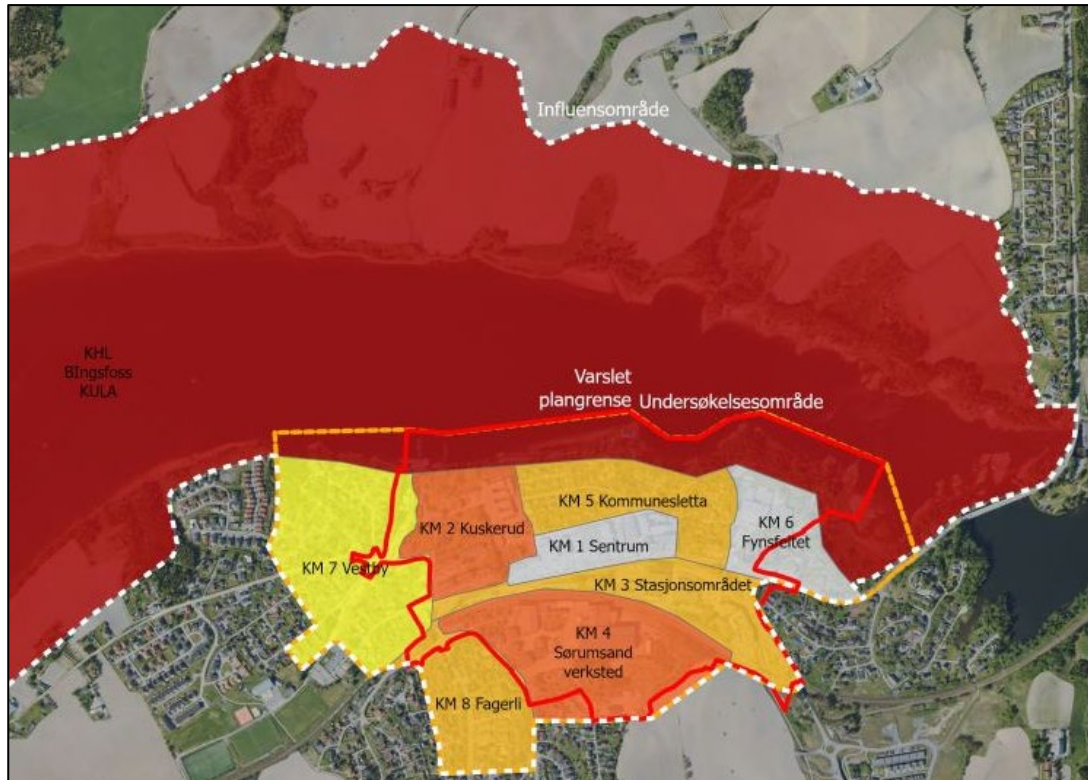 Influensområde
KHL
BIngsfoss
KULA
Varslet
plangrense
Undersøkelsesområde
KM 5 Kommunesletta
KM 2 Kuskerud
KM 6
Fynsfeltet
KM 1 Sentrum
KM 7 Vestby
KM 3 Stasjonsområdet
KM 4
Sørumsand
verksted
KM 8 Fagerli